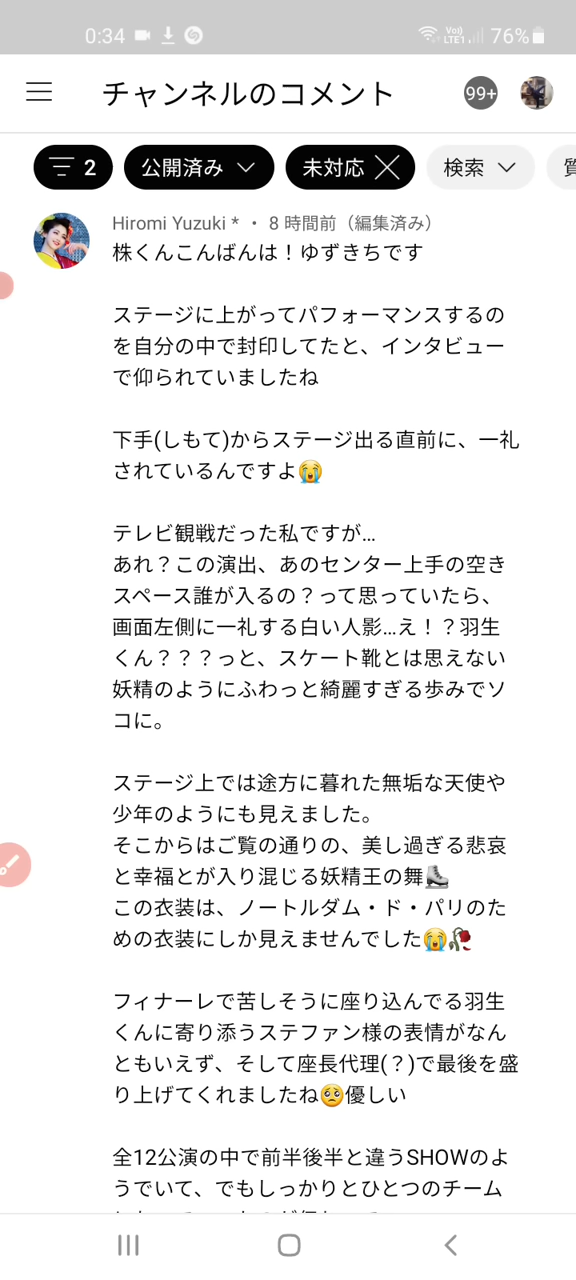 0:34
Vo)) LTE1 76%
チャンネルのコメント
99+
2 公開済み 未対応 検索
Hiromi Yuzuki * ・ 8 時間前（編集済み）
株くんこんばんは！ゆずきちです
ステージに上がってパフォーマンスするの
を自分の中で封印してたと、インタビュー
で仰られていましたね
下手(しもて)からステージ出る直前に、一礼
されているんですよ😭
テレビ観戦だった私ですが…
あれ？この演出、あのセンター上手の空き
スペース誰が入るの？って思っていたら、
画面左側に一礼する白い人影…え！？羽生
くん？？？っと、スケート靴とは思えない
妖精のようにふわっと綺麗すぎる歩みでソ
コに。
ステージ上では途方に暮れた無垢な天使や
少年のようにも見えました。
そこからはご覧の通りの、美し過ぎる悲哀
と幸福とが入り混じる妖精王の舞⛸️
この衣装は、ノートルダム・ド・パリのた
めの衣装にしか見えませんでした😭🥀
フィナーレで苦しそうに座り込んでる羽生
くんに寄り添うステファン様の表情がなん
ともいえず、そして座長代理(？)で最後を盛
り上げてくれましたね🥺優しい
全12公演の中で前半後半と違うSHOWのよ
うでいて、でもしっかりとひとつのチーム